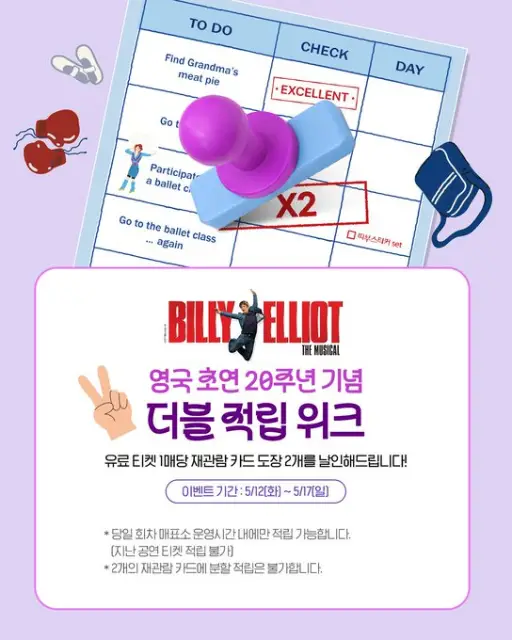 TO DO
CHECK
DAY
Find Grandma's
meat pie
• EXCELLENT •
Go t
Participate
a ballet c
X2
Go to the ballet class
... again
영국 초연 20주년 기념
더블 적립 위크
BILLY ELLIOT
THE MUSICAL
유료 티켓 1매당 재관람 카드 도장 2개를 날인해드립니다!
이벤트 기간 : 5/12(화) ~ 5/17(일)
* 당일 회차 매표소 운영시간 내에만 적립 가능합니다.
(지난 공연 티켓 적립 불가)
* 2개의 재관람 카드에 분할 적립은 불가합니다.